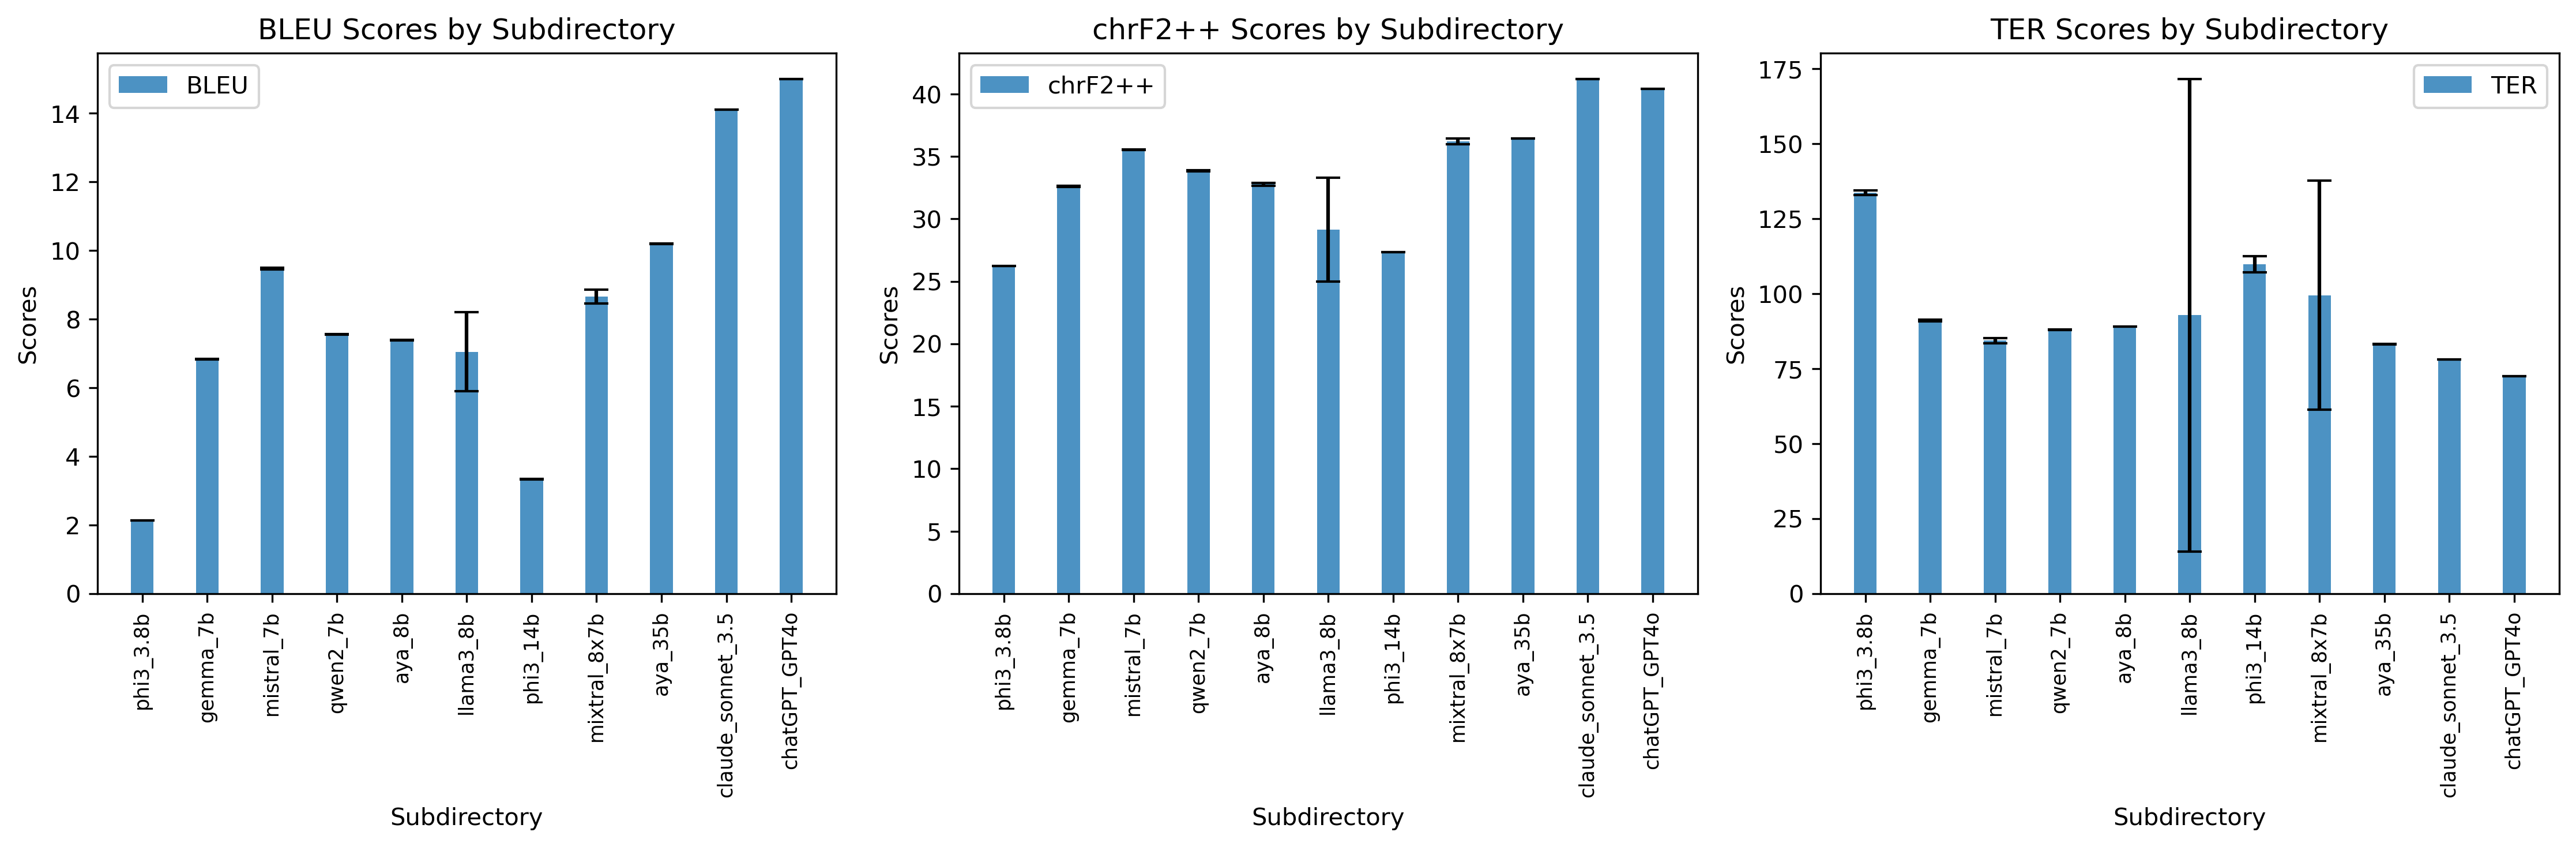 BLEU Scores by Subdirectory
BLEU
Scores
14
12
10
8
6
4
2
0
phi3_3.8b
gemma_7b
mistral_7b
qwen2_7b
aya_8b
llama3_8b
phi3_14b
mixtral_8x7b
aya_35b
claude_sonnet_3.5
chatGPT_GPT4o
Subdirectory
chrF2++ Scores by Subdirectory
chrF2++
Scores
40
35
30
25
20
15
10
5
0
phi3_3.8b
gemma_7b
mistral_7b
qwen2_7b
aya_8b
llama3_8b
phi3_14b
mixtral_8x7b
aya_35b
claude_sonnet_3.5
chatGPT_GPT4o
Subdirectory
TER Scores by Subdirectory
TER
Scores
175
150
125
100
75
50
25
0
phi3_3.8b
gemma_7b
mistral_7b
qwen2_7b
aya_8b
llama3_8b
phi3_14b
mixtral_8x7b
aya_35b
claude_sonnet_3.5
chatGPT_GPT4o
Subdirectory